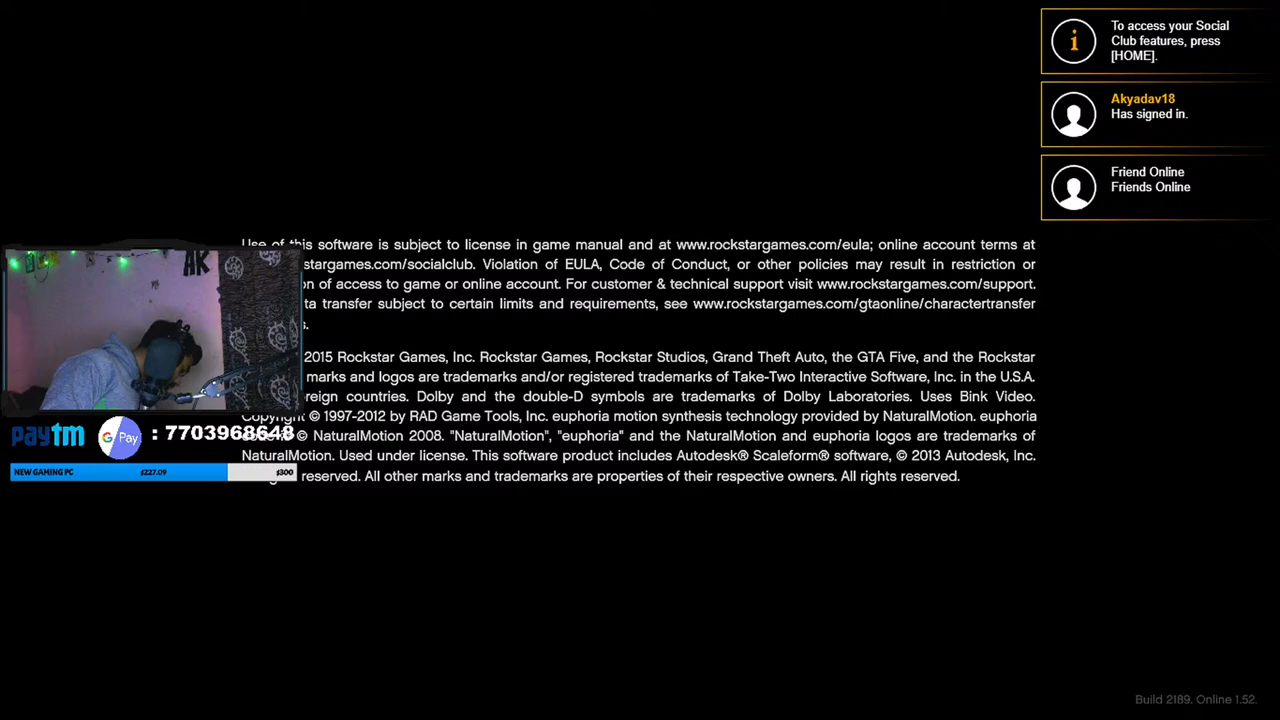 To access your Social
Club features, press
[HOME].
Akyadav18
Has signed in.
Friend Online
Friends Online
Use of this software is subject to license in game manual and at www.rockstargames.com/eula; online account terms at
stargames.com/socialclub. Violation of EULA, Code of Conduct, or other policies may result in restriction or
on of access to game or online account. For customer & technical support visit www.rockstargames.com/support.
ta transfer subject to certain limits and requirements, see www.rockstargames.com/gtaonline/charactertransfer
s.
2015 Rockstar Games, Inc. Rockstar Games, Rockstar Studios, Grand Theft Auto, the GTA Five, and the Rockstar
marks and logos are trademarks and/or registered trademarks of Take-Two Interactive Software, Inc. in the U.S.A.
reign countries. Dolby and the double-D symbols are trademarks of Dolby Laboratories. Uses Bink Video.
Copyright © 1997-2012 by RAD Game Tools, Inc. euphoria motion synthesis technology provided by NaturalMotion. euphoria
© NaturalMotion 2008. "NaturalMotion", "euphoria" and the NaturalMotion and euphoria logos are trademarks of
NaturalMotion. Used under license. This software product includes Autodesk® Scaleform® software, © 2013 Autodesk, Inc.
reserved. All other marks and trademarks are properties of their respective owners. All rights reserved.
AK
paytm G Pay : 7703968648
NEW GAMING PC $227.09 $300
Build 2189. Online 1.52.